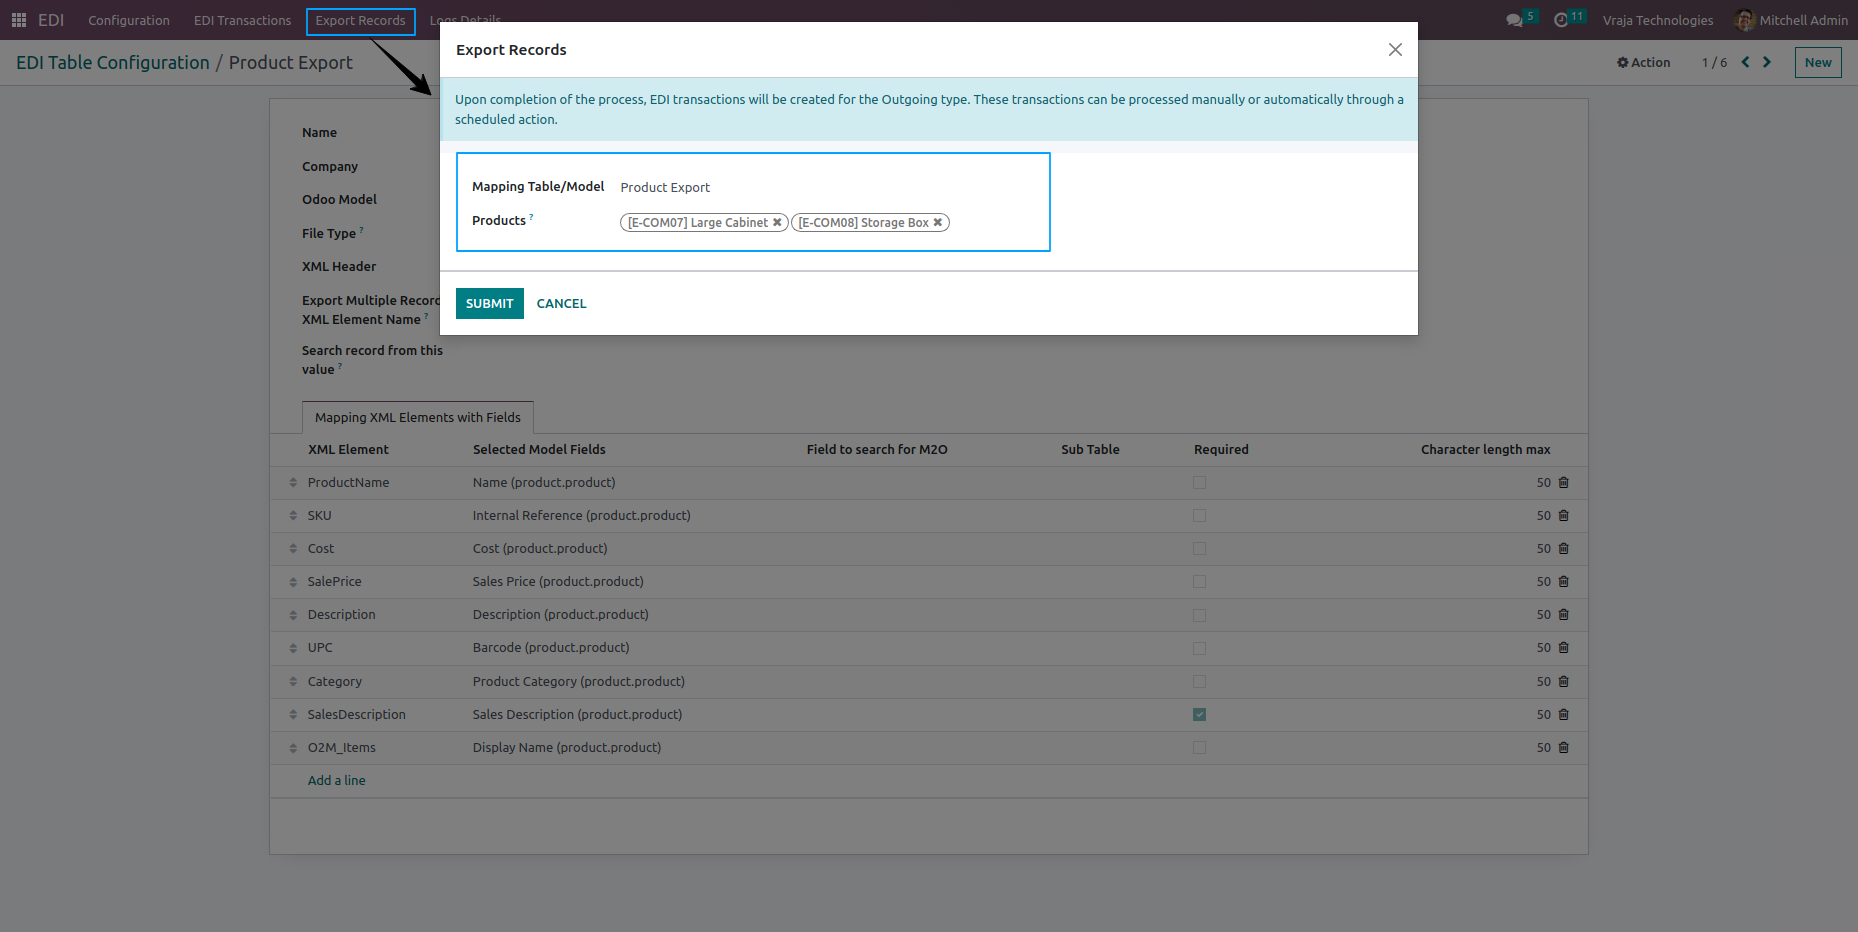 EDI Configuration EDI Transactions Export Records Logs Details 5 11 Vraja Technologies Mitchell Admin
EDI Table Configuration / Product Export Action 1 / 6 New
Export Records
Upon completion of the process, EDI transactions will be created for the Outgoing type. These transactions can be processed manually or automatically through a
scheduled action.
Mapping Table/Model Product Export
Products ? [E-COM07] Large Cabinet [E-COM08] Storage Box
SUBMIT CANCEL
Name
Company
Odoo Model
File Type ?
XML Header
Export Multiple Record
XML Element Name ?
Search record from this
value ?
Mapping XML Elements with Fields
XML Element Selected Model Fields Field to search for M2O Sub Table Required Character length max
ProductName Name (product.product) 50
SKU Internal Reference (product.product) 50
Cost Cost (product.product) 50
SalePrice Sales Price (product.product) 50
Description Description (product.product) 50
UPC Barcode (product.product) 50
Category Product Category (product.product) 50
SalesDescription Sales Description (product.product) 50
O2M_Items Display Name (product.product) 50
Add a line